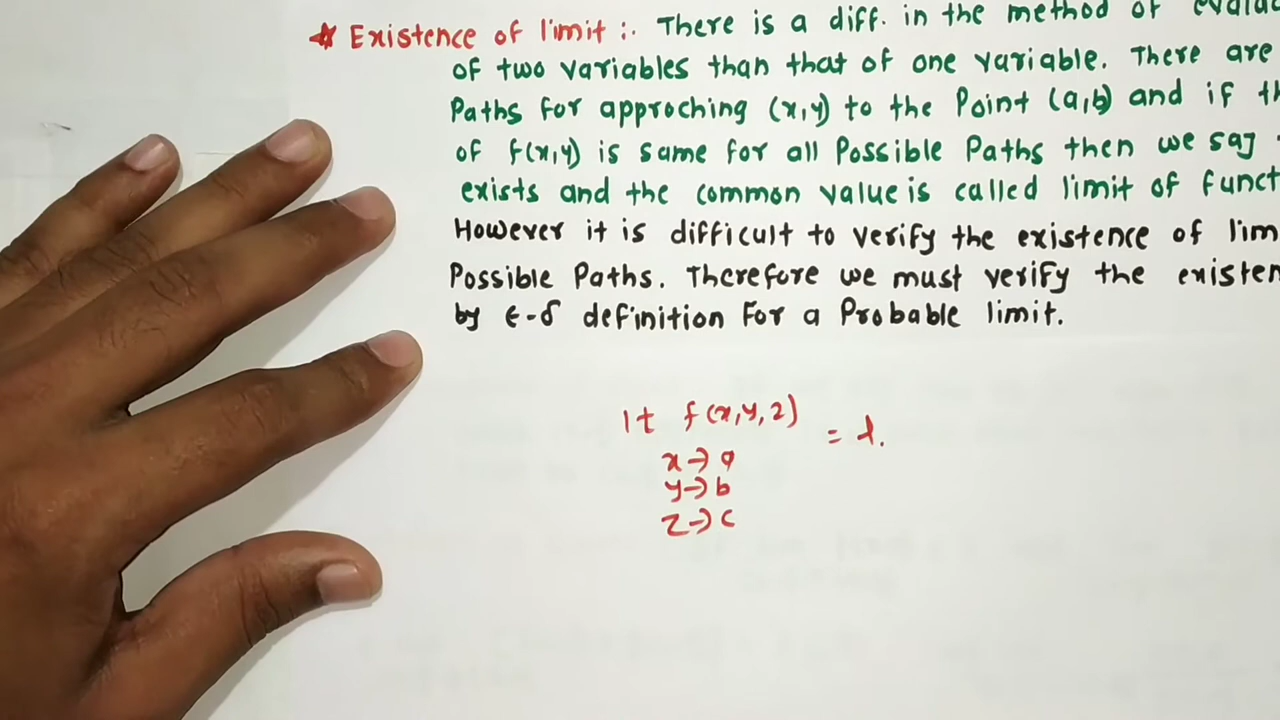 * Existence of limit :. There is a diff. in the method of
of two variables than that of one variable. There are
Paths for approching (x,y) to the Point (a,b) and if
of f(x,y) is same for all Possible Paths then we say
exists and the common value is called limit of
However it is difficult to verify the existence of
Possible Paths. Therefore we must verify the
by ϵ-δ definition For a Probable limit.
lt f(x,y,z) = l.
x→a
y→b
z→c